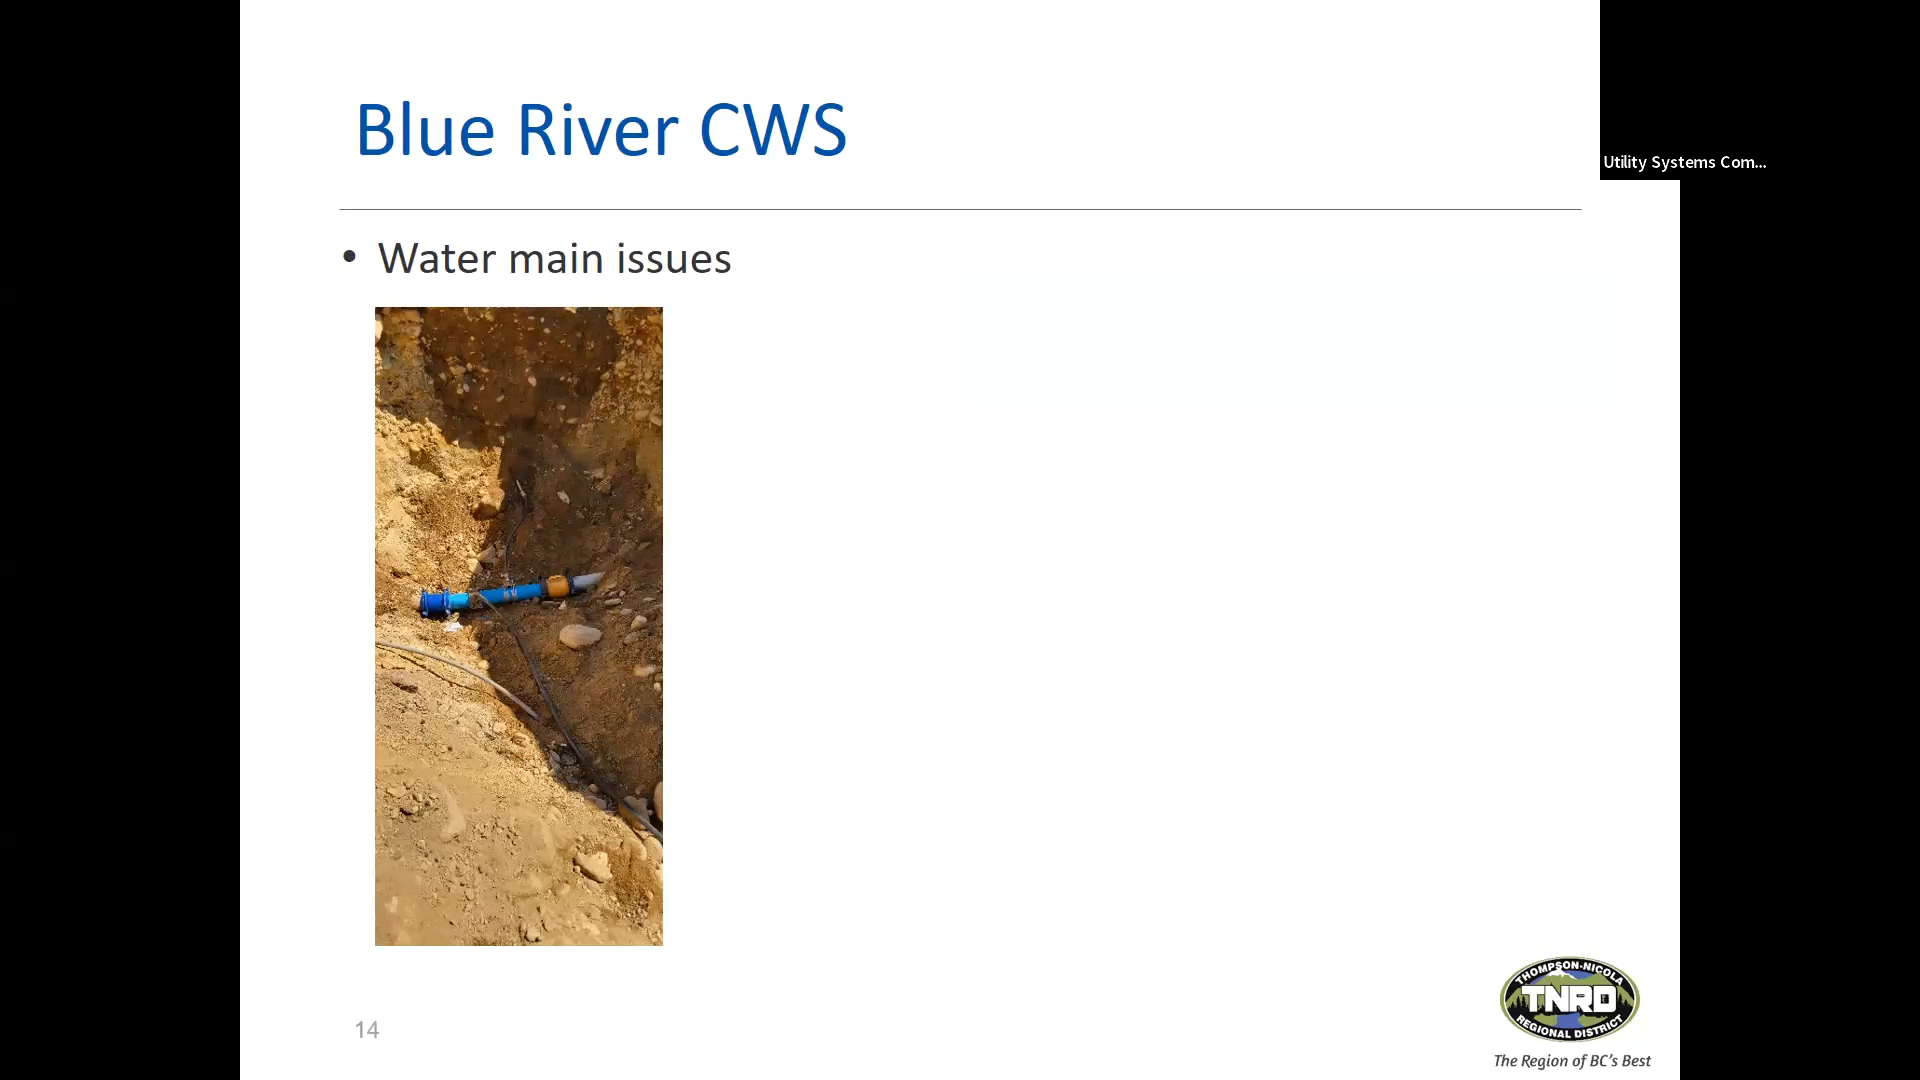 Blue River CWS
Utility Systems Com...
• Water main issues
THOMPSON-NICOLA
TNRD
REGIONAL DISTRICT
The Region of BC's Best
14